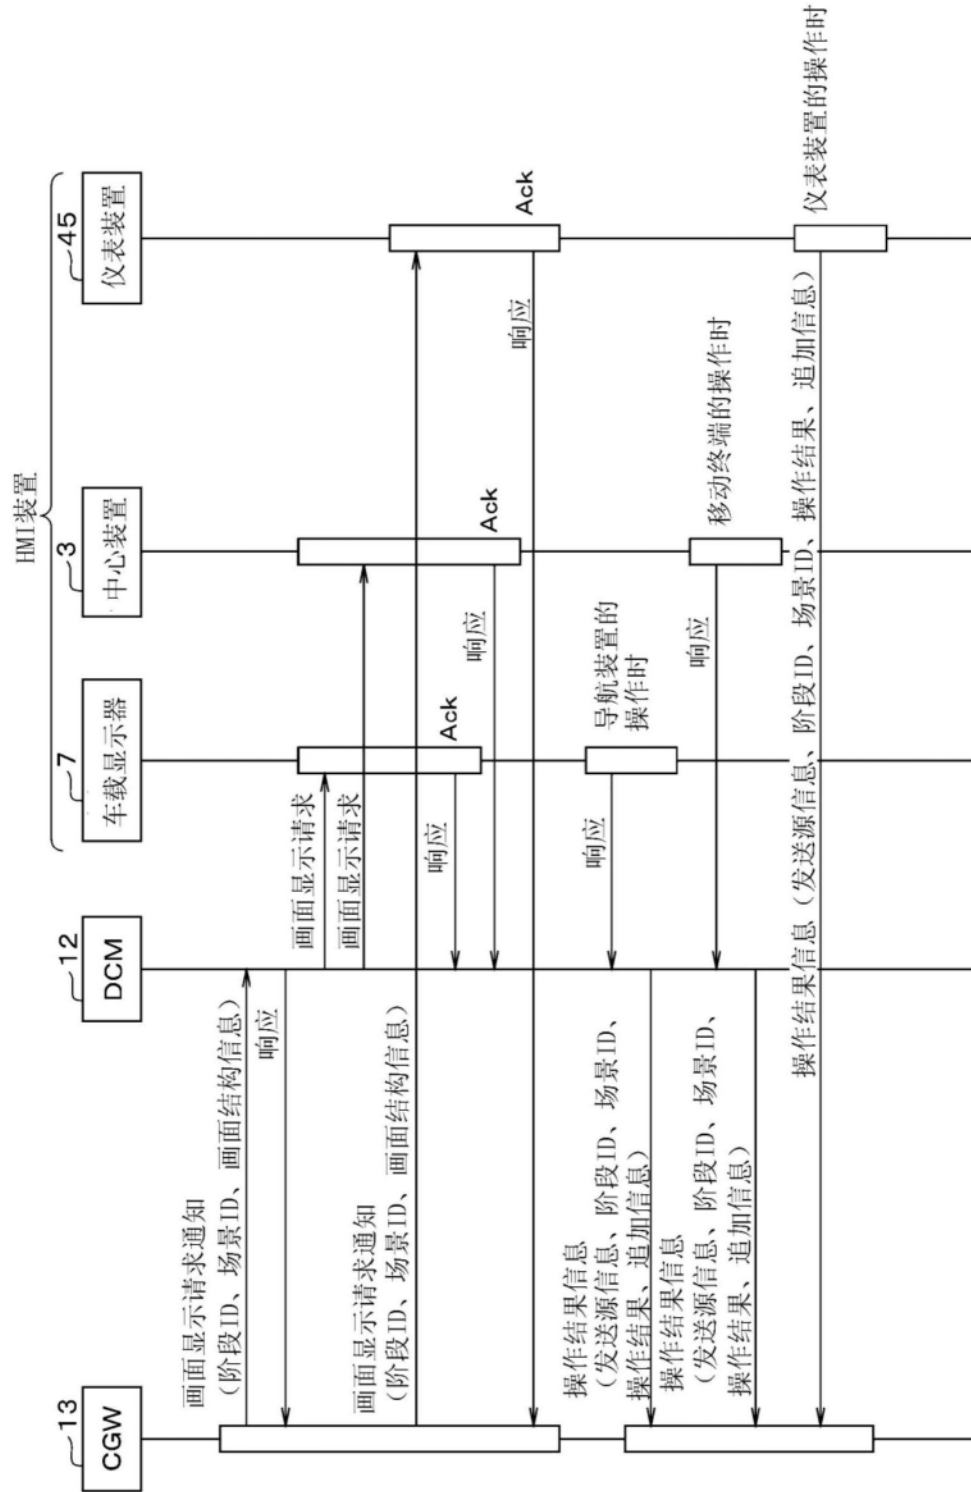 HMI装置
13
12
7
3
45
CGW
DCM
车载显示器
中心装置
仪表装置
画面显示请求通知
(阶段ID、场景ID、画面结构信息)
响应
画面显示请求
画面显示请求
画面显示请求通知
(阶段ID、场景ID、画面结构信息)
响应
Ack
响应
Ack
响应
Ack
导航装置的
操作时
响应
操作结果信息
(发送源信息、阶段ID、场景ID、
操作结果、追加信息)
移动终端的操作时
响应
操作结果信息
(发送源信息、阶段ID、场景ID、
操作结果、追加信息)
仪表装置的操作时
操作结果信息(发送源信息、阶段ID、场景ID、操作结果、追加信息)